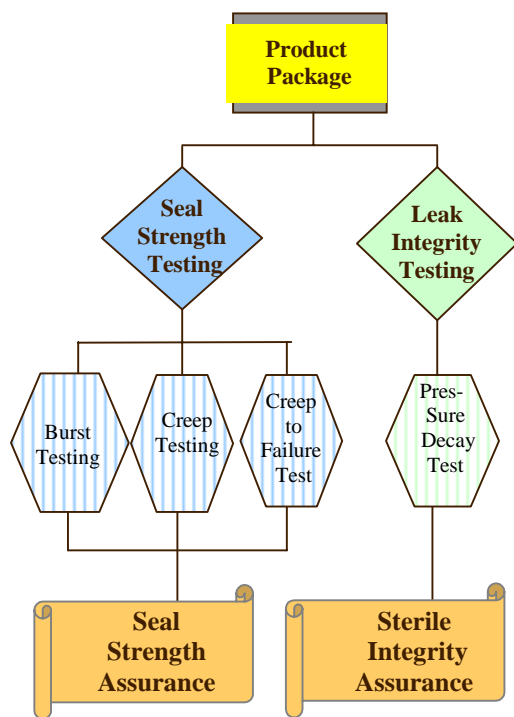 Product
Package
Seal
Strength
Testing
Leak
Integrity
Testing
Burst
Testing
Creep
Testing
Creep
to
Failure
Test
Pres-
Sure
Decay
Test
Seal
Strength
Assurance
Sterile
Integrity
Assurance